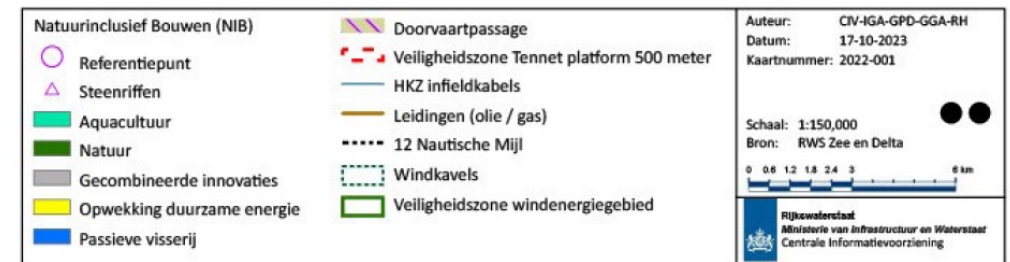 Natuurinclusief Bouwen (NIB)
Referentiepunt
Steenriffen
Aquacultuur
Natuur
Gecombineerde innovaties
Opwekking duurzame energie
Passieve visserij
Doorvaartpassage
Veiligheidszone Tennet platform 500 meter
HKZ infieldkabels
Leidingen (olie / gas)
12 Nautische Mijl
Windkavels
Veiligheidszone windenergiegebied
Auteur: CIV-IGA-GPD-GGA-RH
Datum: 17-10-2023
Kaartnummer: 2022-001
Schaal: 1:150,000
Bron: RWS Zee en Delta
0 0.6 1.2 1.8 2.4 3 6 km
Rijkswaterstaat
Ministerie van Infrastructuur en Waterstaat
Centrale Informatievoorziening